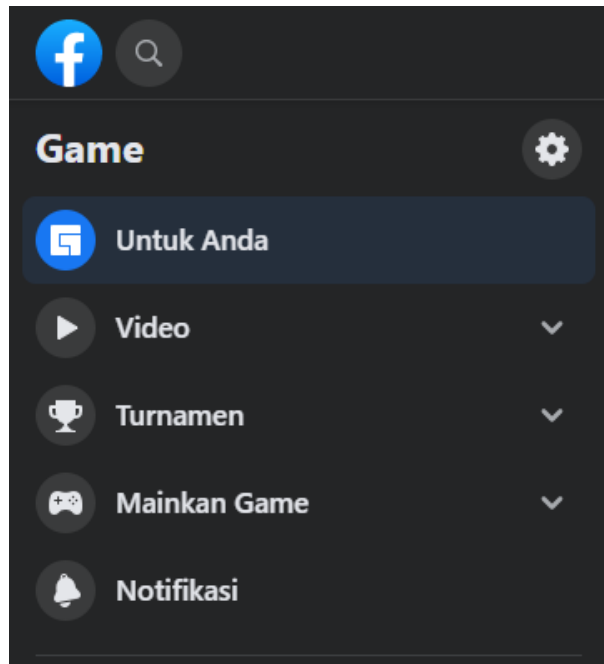 Game
Untuk Anda
Video
Turnamen
Mainkan Game
Notifikasi